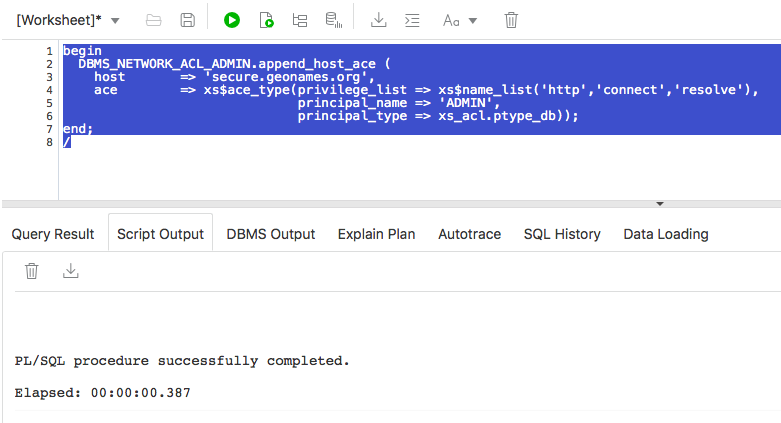 [Worksheet]*
Aa
1 begin
2   DBMS_NETWORK_ACL_ADMIN.append_host_ace (
3     host       => 'secure.geonames.org',
4     ace        => xs$ace_type(privilege_list => xs$name_list('http','connect','resolve'),
5                               principal_name => 'ADMIN',
6                               principal_type => xs_acl.ptype_db));
7 end;
8 /
Query Result Script Output DBMS Output Explain Plan Autotrace SQL History Data Loading
PL/SQL procedure successfully completed.
Elapsed: 00:00:00.387